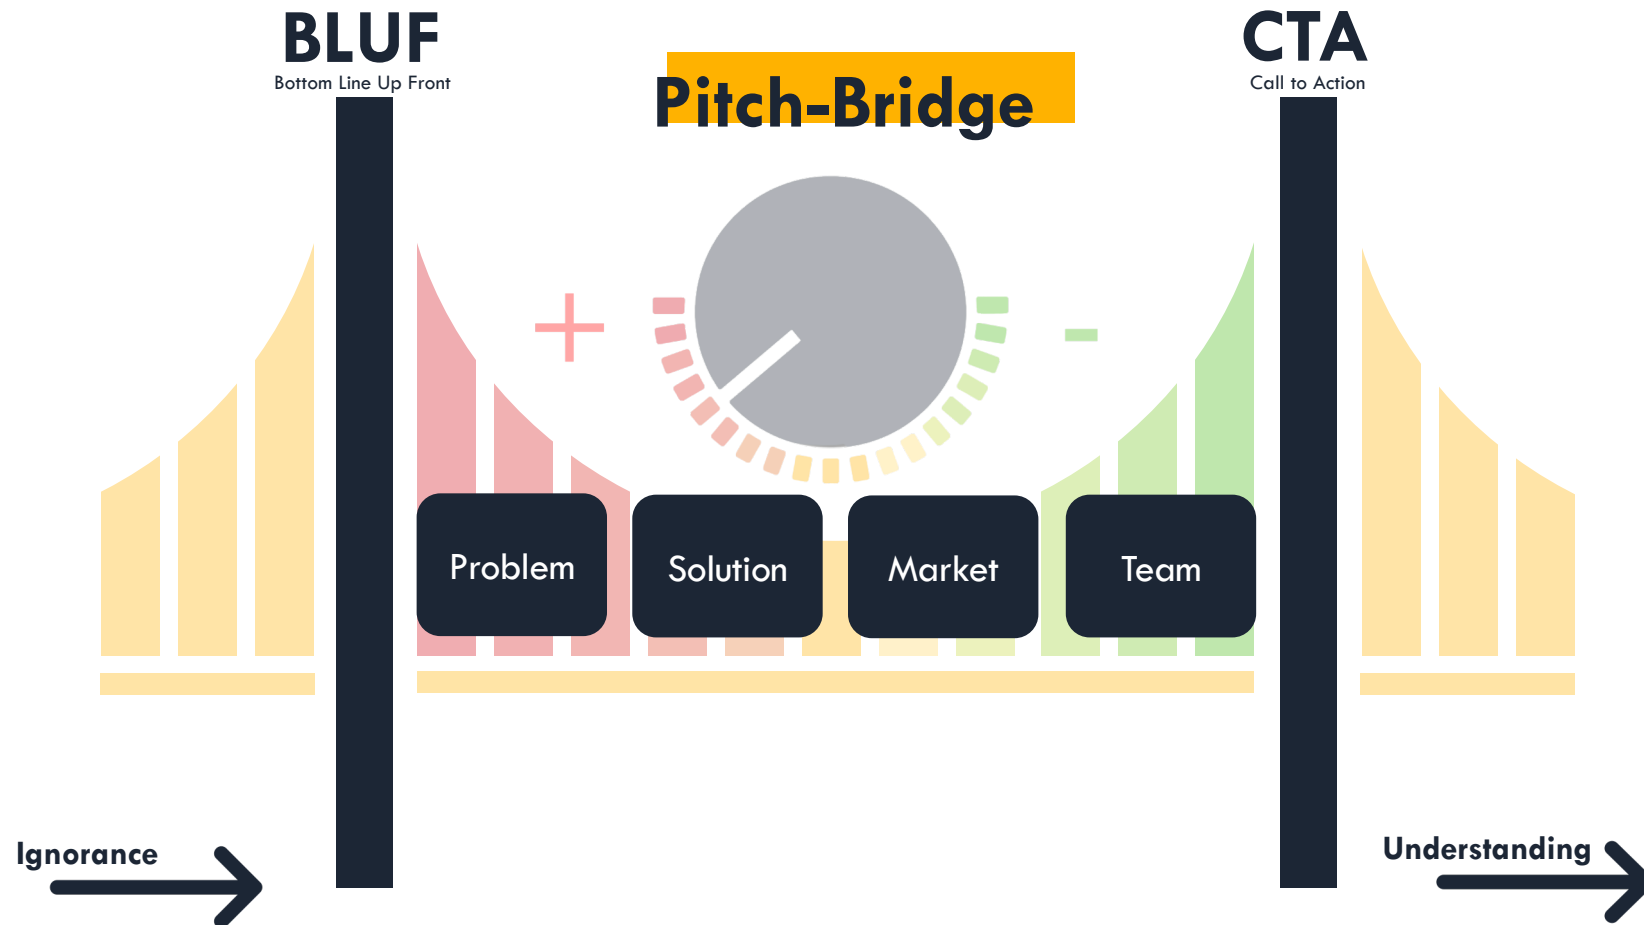 BLUF
Bottom Line Up Front
CTA
Call to Action
Pitch-Bridge
+
-
Problem
Solution
Market
Team
Ignorance
Understanding